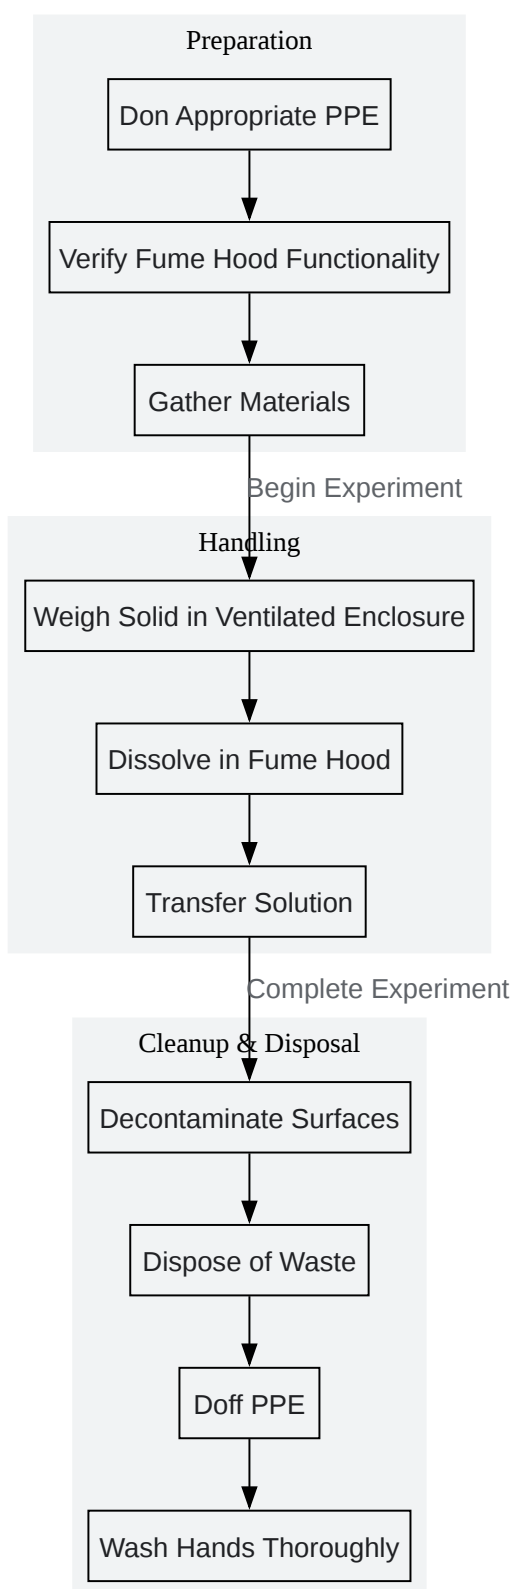 Preparation
Don Appropriate PPE
Verify Fume Hood Functionality
Gather Materials
Begin Experiment
Handling
Weigh Solid in Ventilated Enclosure
Dissolve in Fume Hood
Transfer Solution
Complete Experiment
Cleanup & Disposal
Decontaminate Surfaces
Dispose of Waste
Doff PPE
Wash Hands Thoroughly